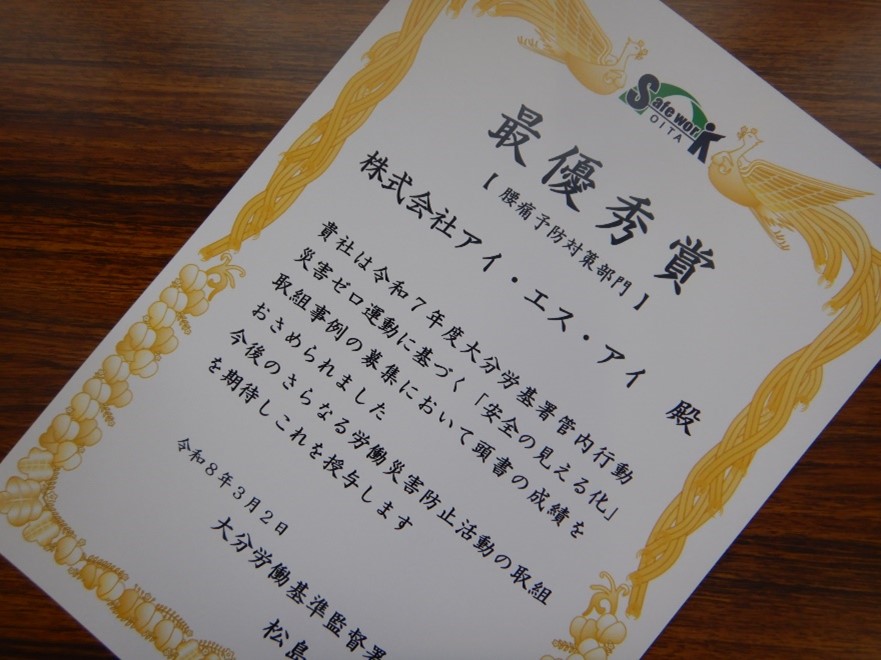 Safe work
OITA
最優秀賞
【腰痛予防対策部門】
株式会社アイ・エス・アイ 殿
貴社は令和7年度大分労基署管内行動
災害ゼロ運動に基づく「安全の見える化」
取組事例の募集において頭書の成績を
おさめられました
今後のさらなる労働災害防止活動の取組
を期待しこれを授与します
令和8年3月2日
大分労働基準監督署
松島